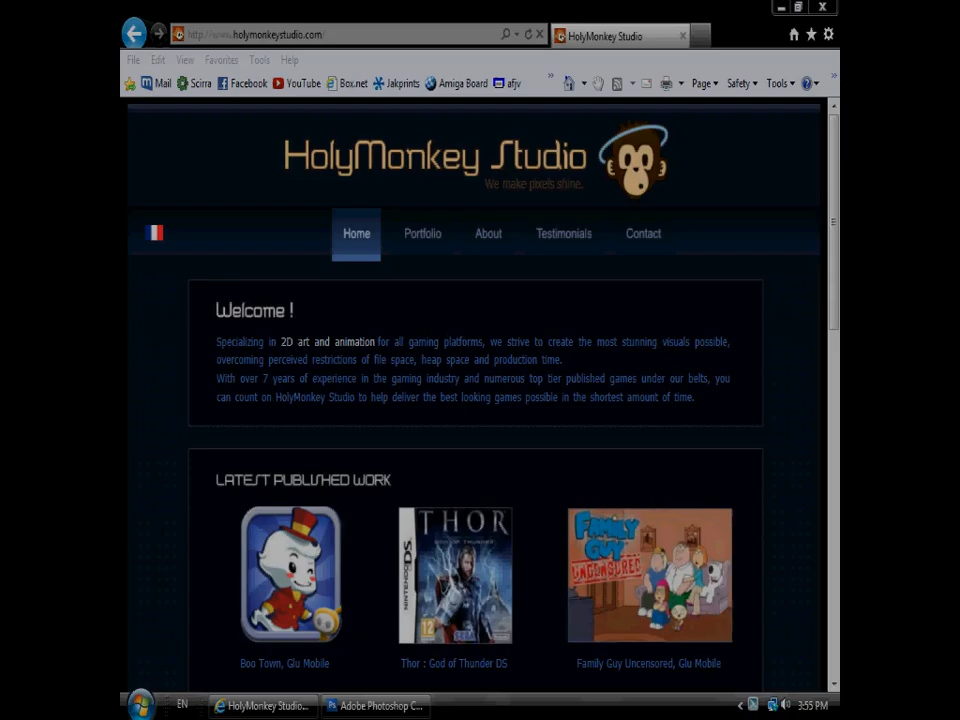 http://www.holymonkeystudio.com/
HolyMonkey Studio
File Edit View Favorites Tools Help
Mail Scirra Facebook YouTube Box.net Jakprints Amiga Board afjv Page Safety Tools
HolyMonkey Studio
We make pixels shine.
Home Portfolio About Testimonials Contact
Welcome !
Specializing in 2D art and animation for all gaming platforms, we strive to create the most stunning visuals possible,
overcoming perceived restrictions of file space, heap space and production time.
With over 7 years of experience in the gaming industry and numerous top tier published games under our belts, you
can count on HolyMonkey Studio to help deliver the best looking games possible in the shortest amount of time.
LATEST PUBLISHED WORK
THOR
GOD OF THUNDER
NINTENDO DS
12
SEGA
FAMILY GUY
UNCENSORED
Boo Town, Glu Mobile Thor : God of Thunder DS Family Guy Uncensored, Glu Mobile
EN HolyMonkey Studio... Adobe Photoshop C... 3:55 PM